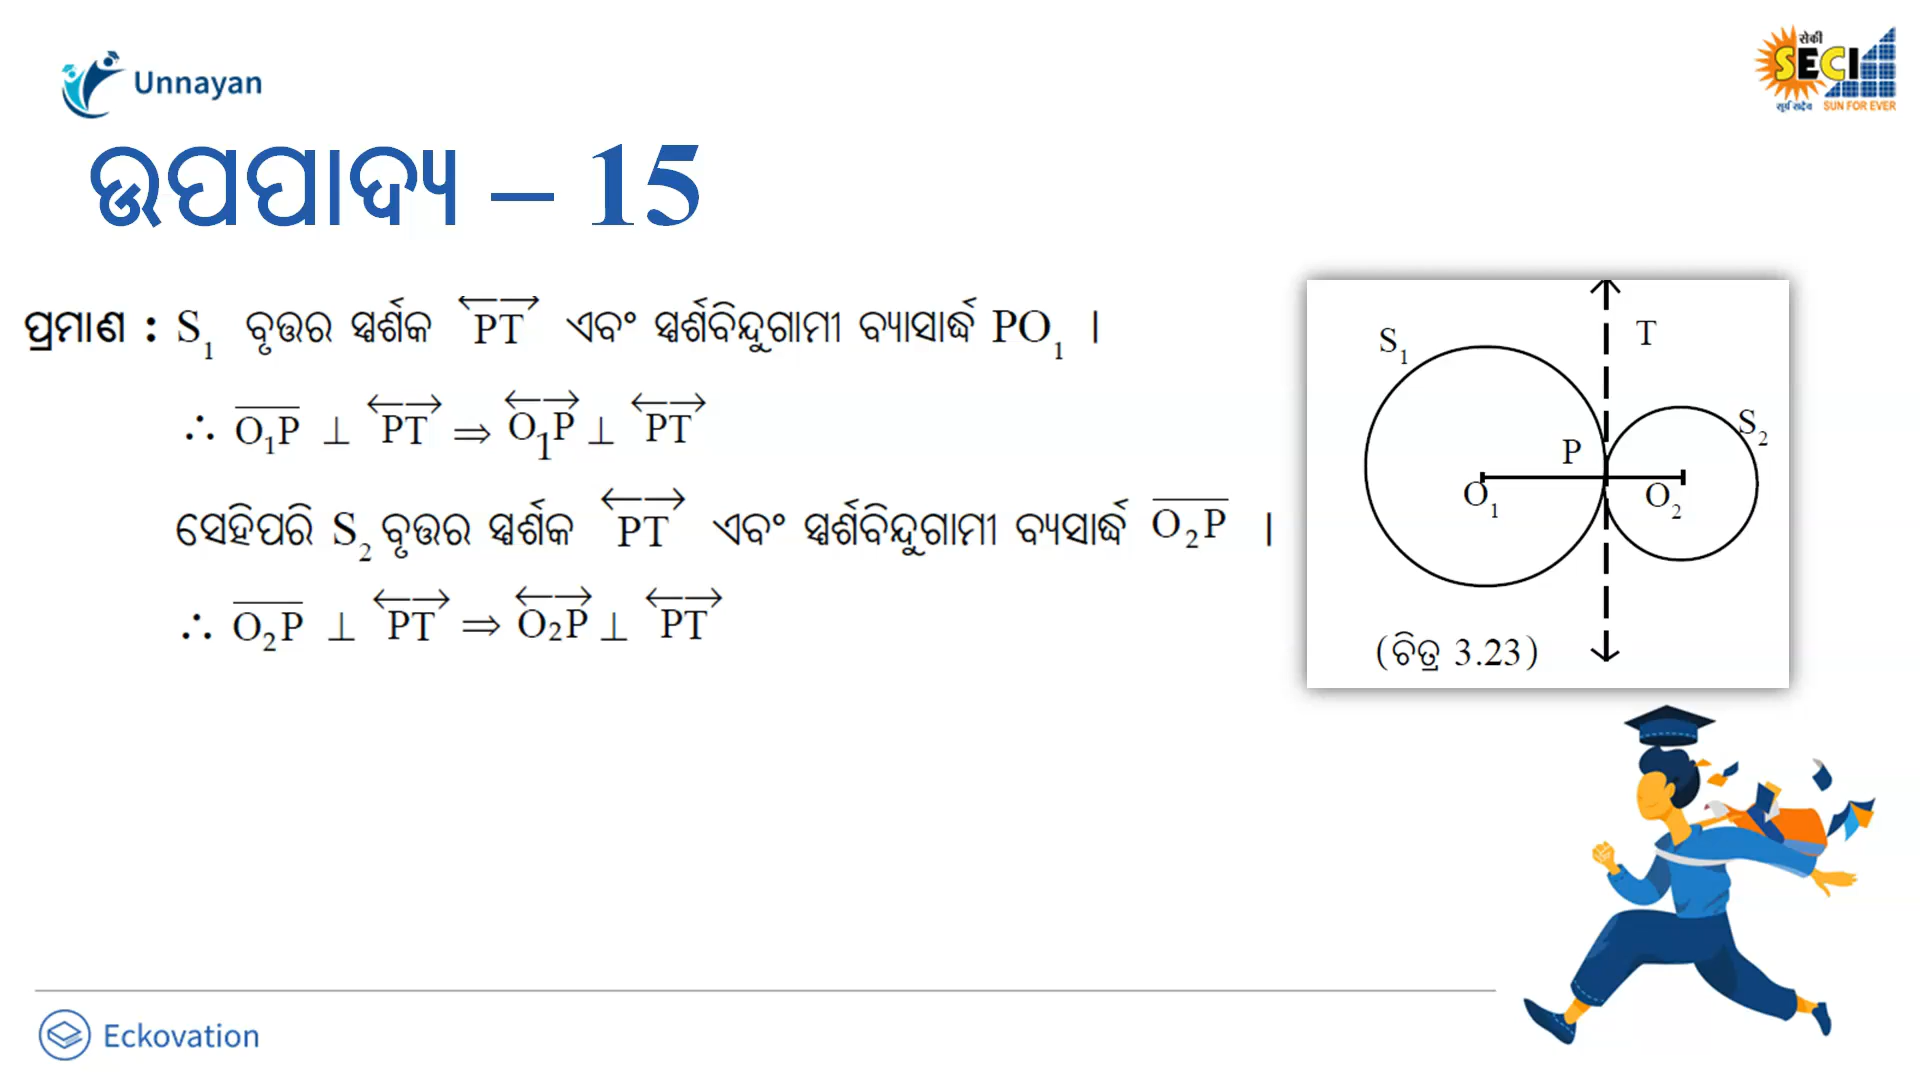 Unnayan
सेकी
SECI
सूर्य सदैव SUN FOR EVER
ଉପପାଦ୍ୟ – 15
ପ୍ରମାଣ : S₁ ବୃତ୍ତର ସ୍ପର୍ଶକ PT ଏବଂ ସ୍ପର୍ଶବିନ୍ଦୁଗାମୀ ବ୍ୟାସାର୍ଦ୍ଧ PO₁ ।
∴ O₁P ⊥ PT ⇒ O₁P ⊥ PT
ସେହିପରି S₂ ବୃତ୍ତର ସ୍ପର୍ଶକ PT ଏବଂ ସ୍ପର୍ଶବିନ୍ଦୁଗାମୀ ବ୍ୟସାର୍ଦ୍ଧ O₂P ।
∴ O₂P ⊥ PT ⇒ O₂P ⊥ PT
T
S₁
S₂
P
O₁
O₂
(ଚିତ୍ର 3.23)
Eckovation